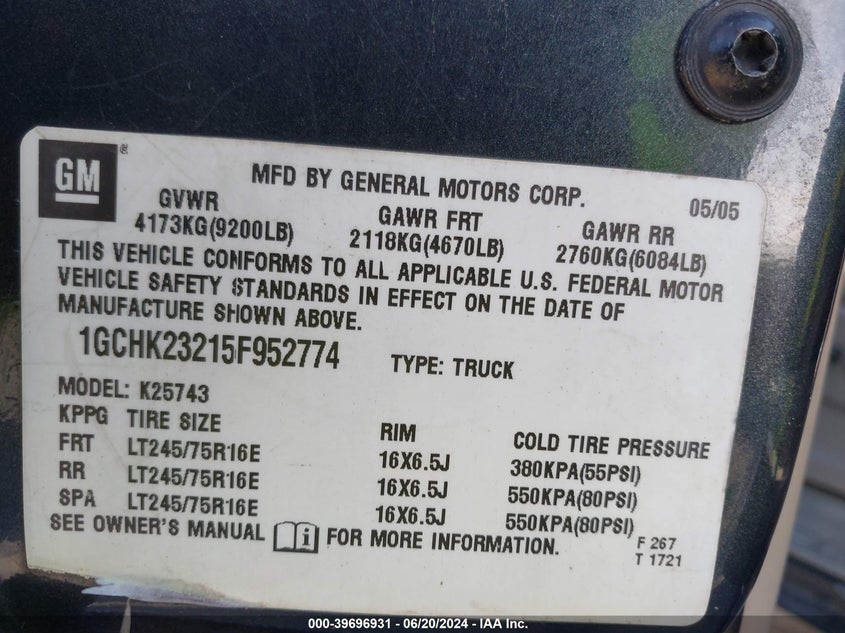 GM ®
MFD BY GENERAL MOTORS CORP. 05/05
GVWR GAWR FRT GAWR RR
4173KG(9200LB) 2118KG(4670LB) 2760KG(6084LB)
THIS VEHICLE CONFORMS TO ALL APPLICABLE U.S. FEDERAL MOTOR
VEHICLE SAFETY STANDARDS IN EFFECT ON THE DATE OF
MANUFACTURE SHOWN ABOVE.
1GCHK23215F952774 TYPE: TRUCK
MODEL: K25743
KPPG TIRE SIZE RIM COLD TIRE PRESSURE
FRT LT245/75R16E 16X6.5J 380KPA(55PSI)
RR LT245/75R16E 16X6.5J 550KPA(80PSI)
SPA LT245/75R16E 16X6.5J 550KPA(80PSI)
SEE OWNER'S MANUAL i FOR MORE INFORMATION.
F 267
T 1721
000-39696931 / 06/20/2024 - IAA Inc.